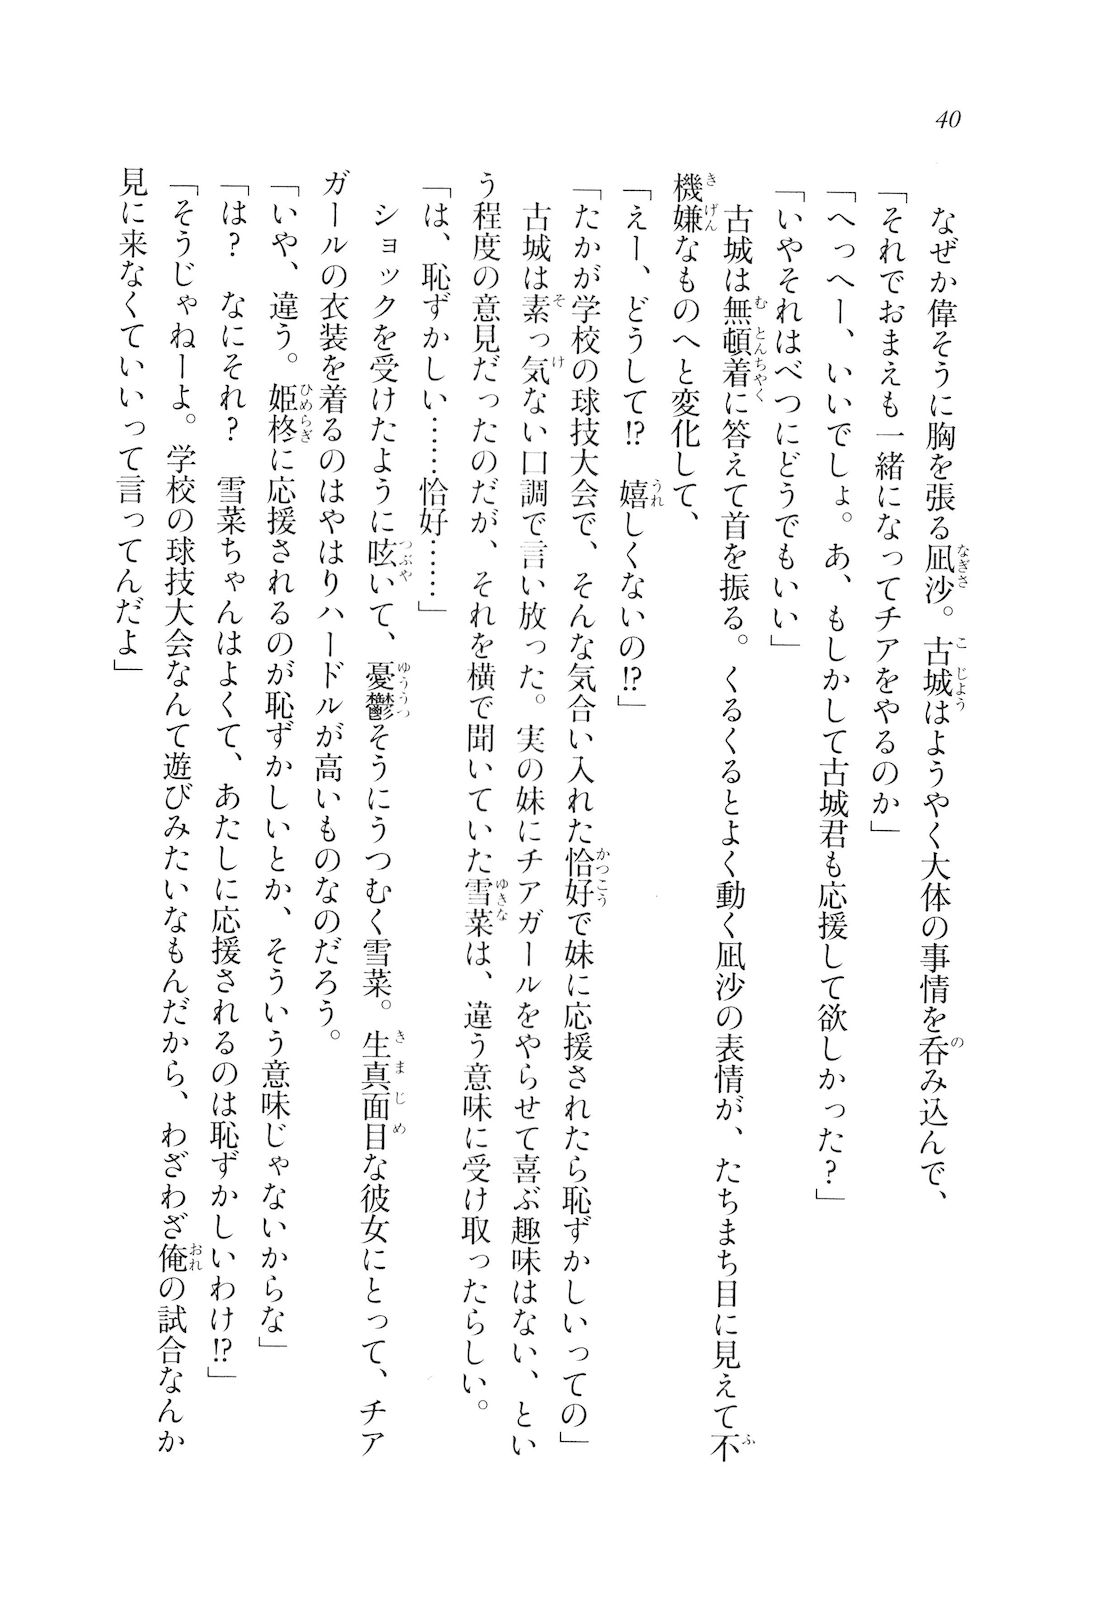 40
　なぜか偉そうに胸を張る凪沙。古城はようやく大体の事情を呑み込んで、
「それでおまえも一緒になってチアをやるのか」
「へっへー、いいでしょ。あ、もしかして古城君も応援して欲しかった？」
「いやそれはべつにどうでもいい」
　古城は無頓着に答えて首を振る。くるくるとよく動く凪沙の表情が、たちまち目に見えて不
機嫌なものへと変化して、
「えー、どうして!?　嬉しくないの!?」
「たかが学校の球技大会で、そんな気合い入れた恰好で妹に応援されたら恥ずかしいっての」
　古城は素っ気ない口調で言い放った。実の妹にチアガールをやらせて喜ぶ趣味はない、とい
う程度の意見だったのだが、それを横で聞いていた雪菜は、違う意味に受け取ったらしい。
「は、恥ずかしい……恰好……」
　ショックを受けたように呟いて、憂鬱そうにうつむく雪菜。生真面目な彼女にとって、チア
ガールの衣装を着るのはやはりハードルが高いものなのだろう。
「いや、違う。姫柊に応援されるのが恥ずかしいとか、そういう意味じゃないからな」
「は？　なにそれ？　雪菜ちゃんはよくて、あたしに応援されるのは恥ずかしいわけ!?」
「そうじゃねーよ。学校の球技大会なんて遊びみたいなもんだから、わざわざ俺の試合なんか
見に来なくていいって言ってんだよ」